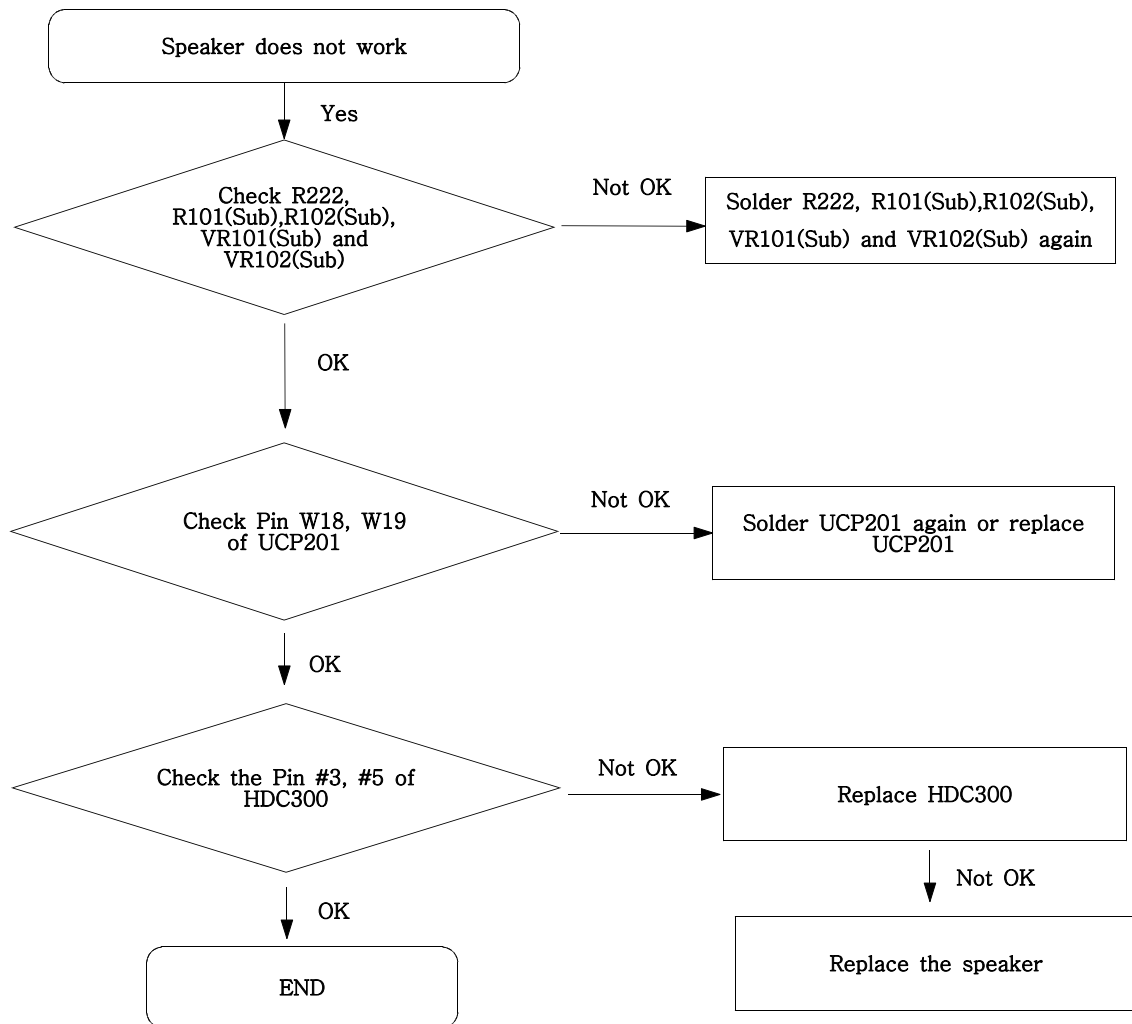 Speaker does not work
Yes
Check R222,
R101(Sub),R102(Sub),
VR101(Sub) and
VR102(Sub)
Not OK
Solder R222, R101(Sub),R102(Sub),
VR101(Sub) and VR102(Sub) again
OK
Check Pin W18, W19
of UCP201
Not OK
Solder UCP201 again or replace
UCP201
OK
Check the Pin #3, #5 of
HDC300
Not OK
Replace HDC300
Not OK
OK
Replace the speaker
END